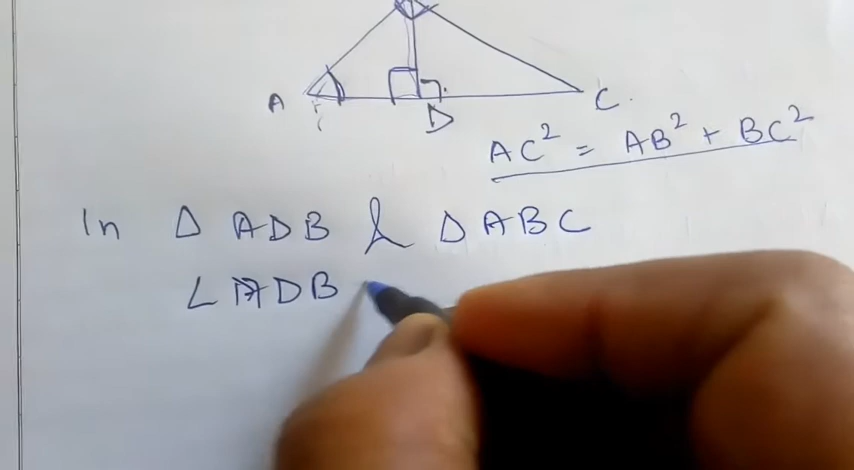 A
D
C.
AC² = AB² + BC²
In Δ ADB & Δ ABC
∠ADB